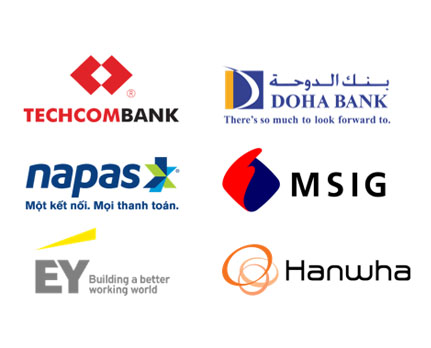 TECHCOMBANK
®
بنك الدوحة
DOHA BANK
There's so much to look forward to.
napas
Một kết nối. Mọi thanh toán.
MSIG
EY
Building a better
working world
Hanwha